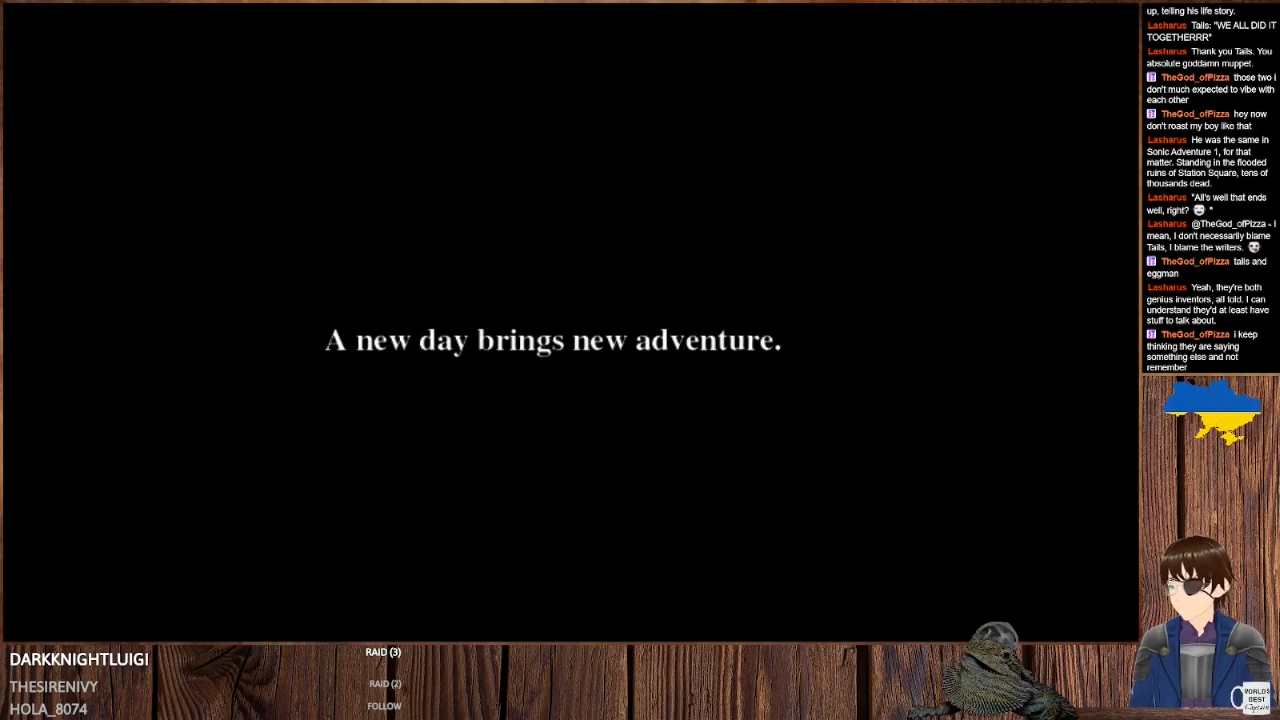 up, telling his life story.
Lasharus Tails: "WE ALL DID IT
TOGETHERRR"
Lasharus Thank you Tails. You
absolute goddamn muppet.
TheGod_ofPizza those two i
don't much expected to vibe with
each other
TheGod_ofPizza hey now
don't roast my boy like that
Lasharus He was the same in
Sonic Adventure 1, for that
matter. Standing in the flooded
ruins of Station Square, tens of
thousands dead.
Lasharus "All's well that ends
well, right? "
Lasharus @TheGod_ofPizza - I
mean, I don't necessarily blame
Tails, I blame the writers.
TheGod_ofPizza tails and
eggman
Lasharus Yeah, they're both
genius inventors, all told. I can
understand they'd at least have
stuff to talk about.
TheGod_ofPizza i keep
thinking they are saying
something else and not
remember
A new day brings new adventure.
DARKKNIGHTLUIGI RAID (3)
THESIRENIVY RAID (2)
HOLA_8074 FOLLOW
WORLD'S
BEST
Captain